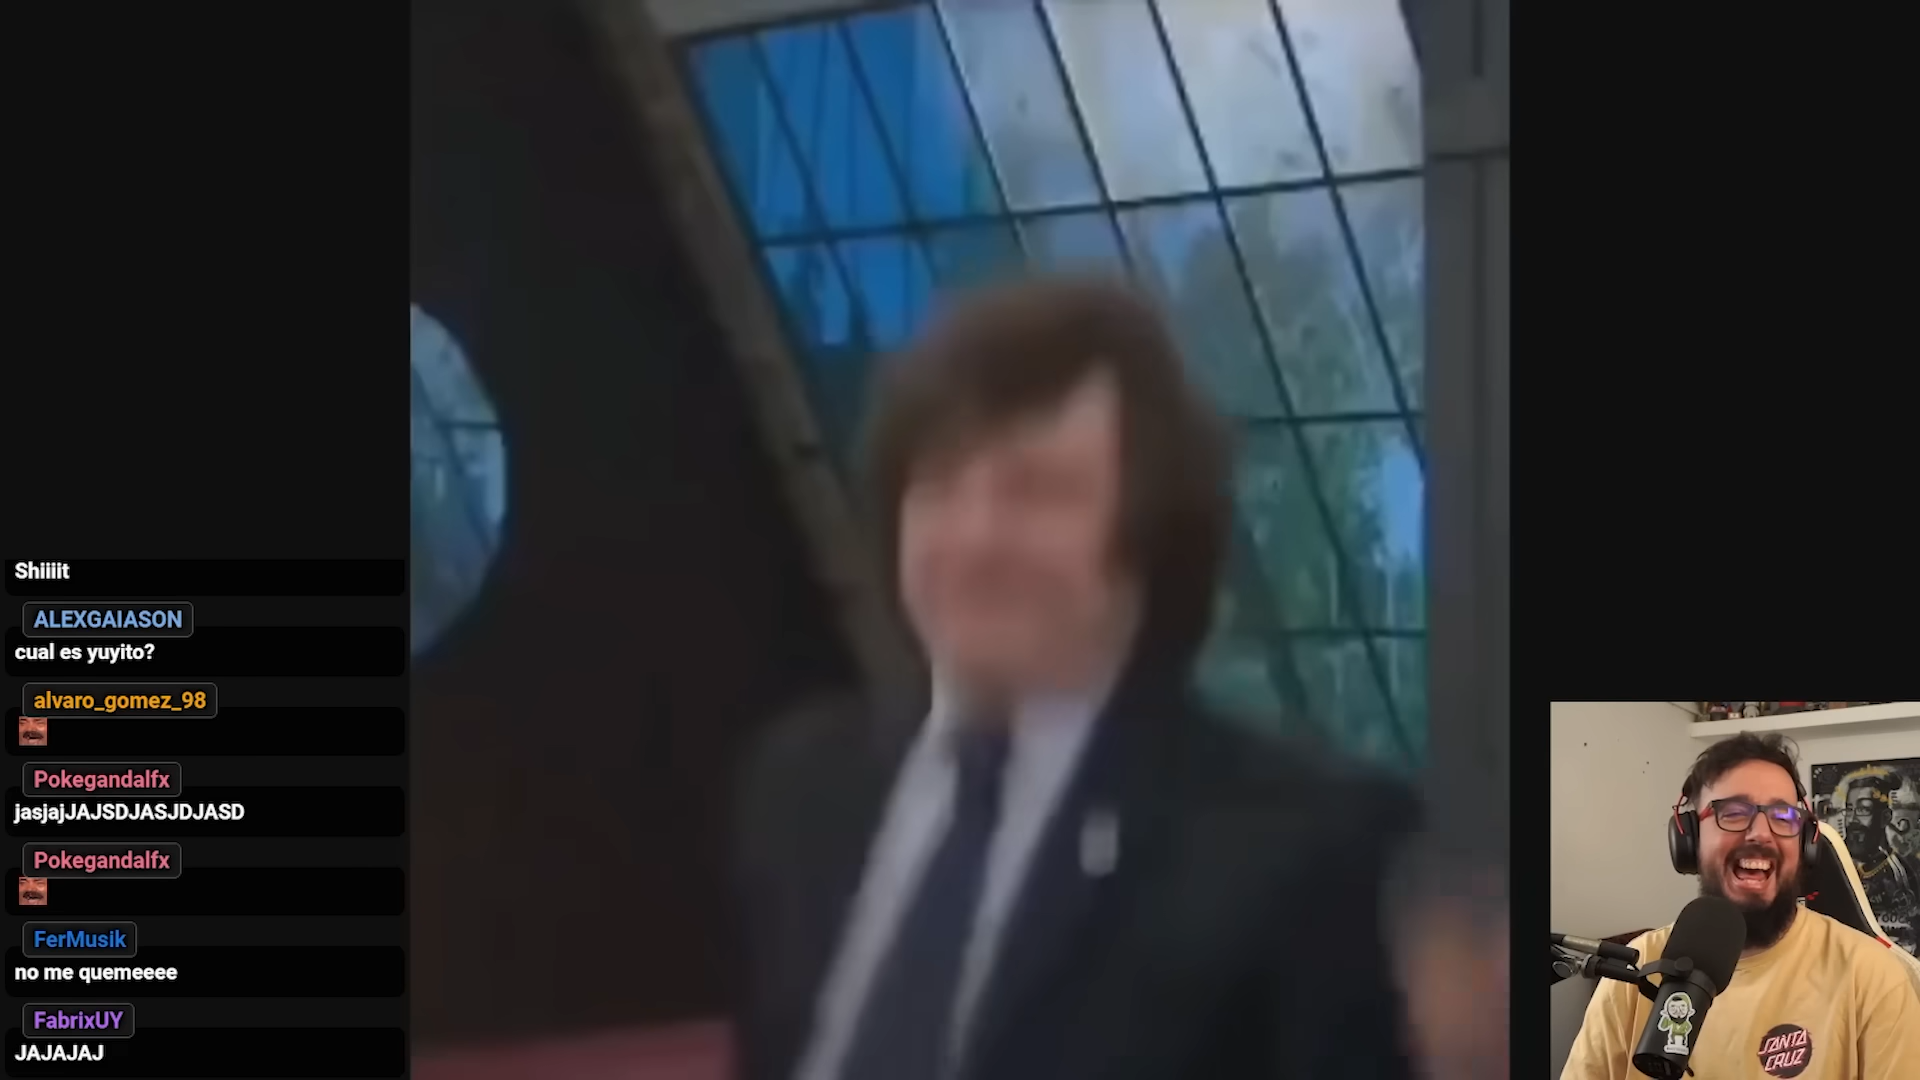 Shiiiit
ALEXGAIASON
cual es yuyito?
alvaro_gomez_98
Pokegandalfx
jasjajJAJSDJASJDJASD
Pokegandalfx
FerMusik
no me quemeeee
FabrixUY
JAJAJAJ
SANTA
CRUZ